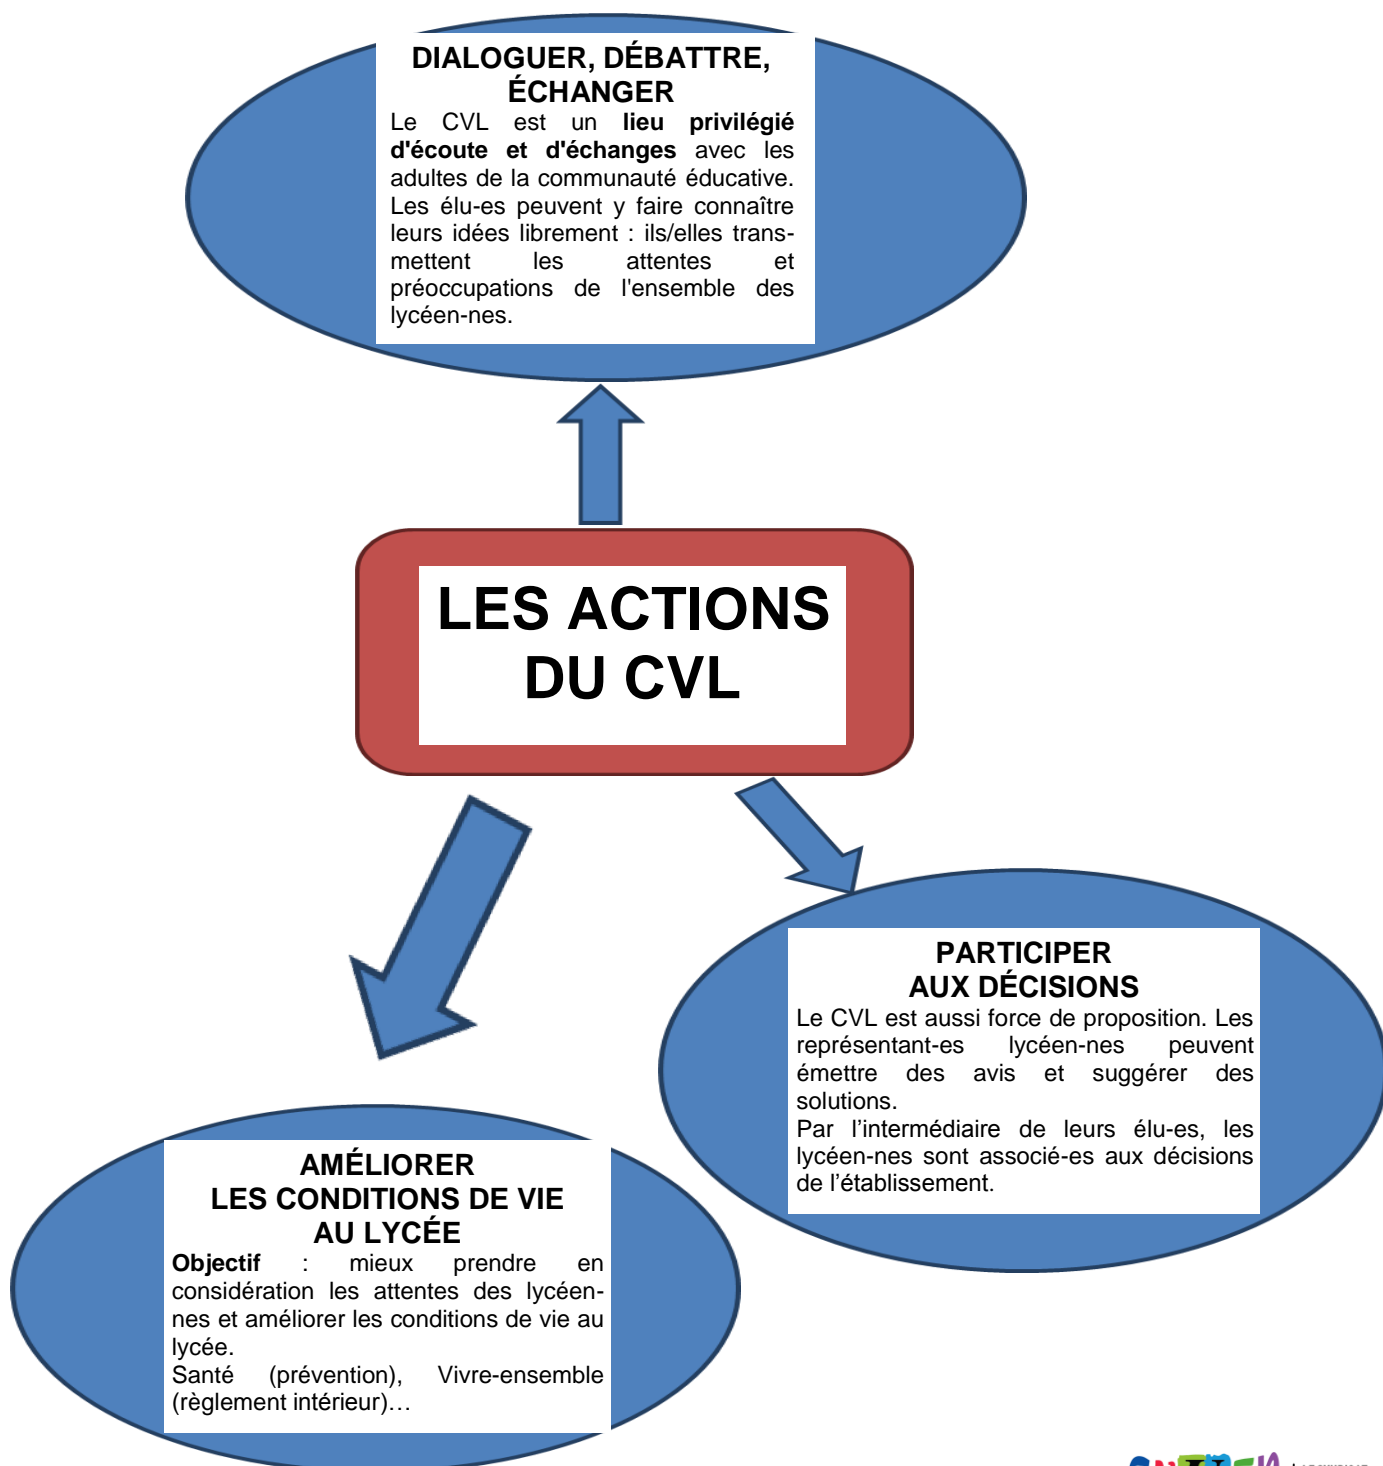 DIALOGUER, DÉBATTRE,
ÉCHANGER
Le CVL est un lieu privilégié
d'écoute et d'échanges avec les
adultes de la communauté éducative.
Les élu-es peuvent y faire connaître
leurs idées librement : ils/elles trans-
mettent les attentes et
préoccupations de l'ensemble des
lycéen-nes.
LES ACTIONS
DU CVL
PARTICIPER
AUX DÉCISIONS
Le CVL est aussi force de proposition. Les
représentant-es lycéen-nes peuvent
émettre des avis et suggérer des
solutions.
Par l’intermédiaire de leurs élu-es, les
lycéen-nes sont associé-es aux décisions
de l’établissement.
AMÉLIORER
LES CONDITIONS DE VIE
AU LYCÉE
Objectif : mieux prendre en
considération les attentes des lycéen-
nes et améliorer les conditions de vie au
lycée.
Santé (prévention), Vivre-ensemble
(règlement intérieur)…